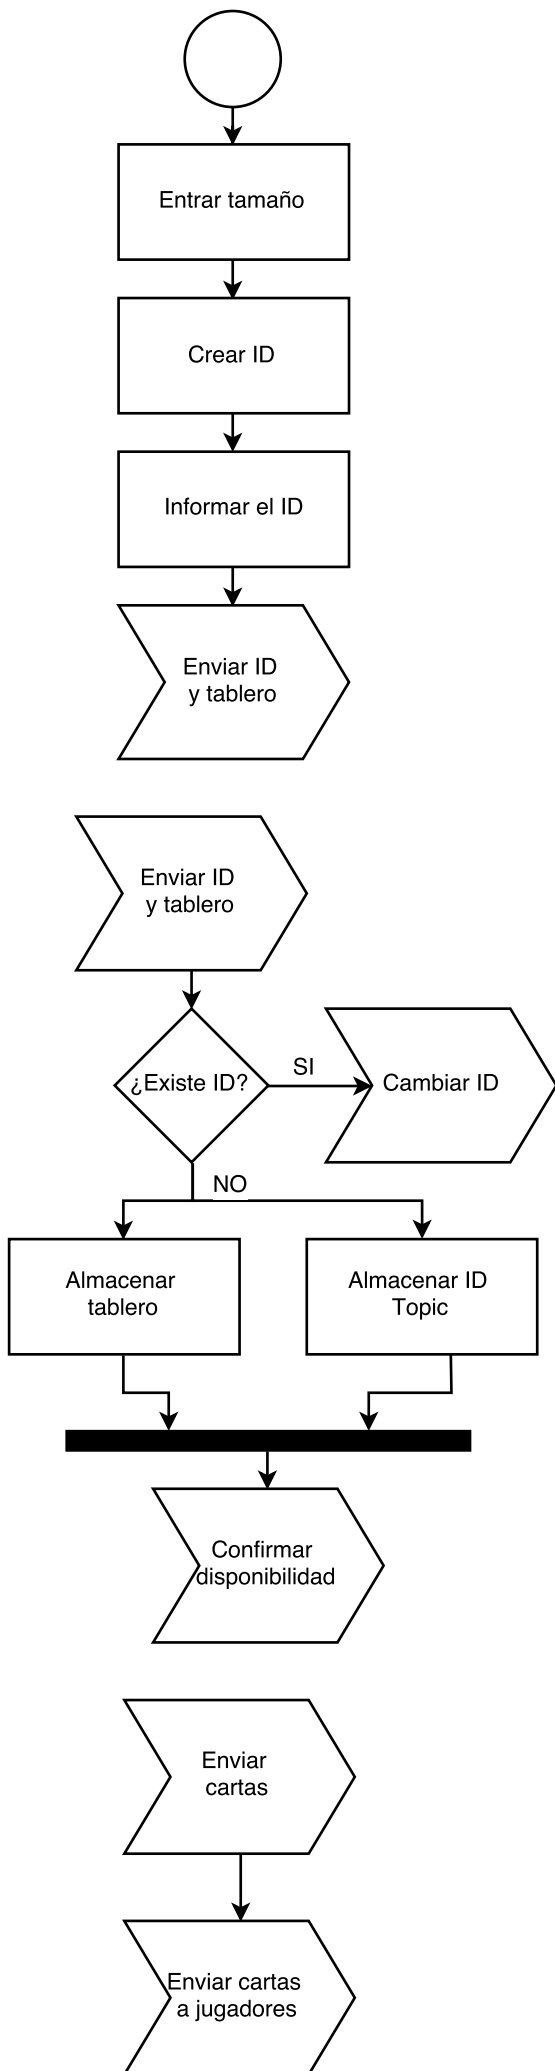 Entrar tamaño
Crear ID
Informar el ID
Enviar ID
y tablero
Enviar ID
y tablero
¿Existe ID?
SI
Cambiar ID
NO
Almacenar
tablero
Almacenar ID
Topic
Confirmar
disponibilidad
Enviar
cartas
Enviar cartas
a jugadores